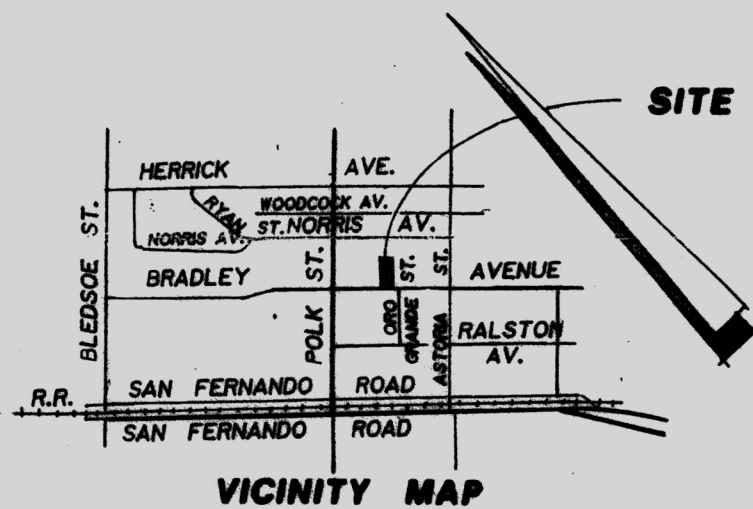 SITE
HERRICK AVE.
WOODCOCK AV.
RYAN ST.
NORRIS AV.
NORRIS AV.
BLEDSOE ST.
BRADLEY AVENUE
POLK ST.
ORO GRANDE ST.
ASTORIA ST.
RALSTON AV.
R.R.
SAN FERNANDO ROAD
SAN FERNANDO ROAD
VICINITY MAP